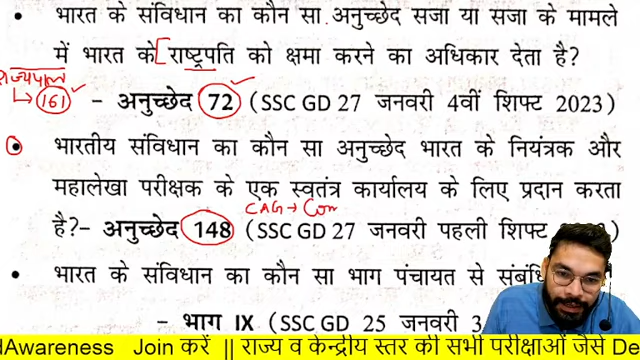 • भारत के संविधान का कौन सा अनुच्छेद सजा या सजा के मामले
में भारत के [राष्ट्रपति को क्षमा करने का अधिकार देता है?
राज्यपाल
→ 161 - अनुच्छेद 72 (SSC GD 27 जनवरी 4वीं शिफ्ट 2023)
• भारतीय संविधान का कौन सा अनुच्छेद भारत के नियंत्रक और
महालेखा परीक्षक के एक स्वतंत्र कार्यालय के लिए प्रदान करता
CAG → Com
है?- अनुच्छेद 148 (SSC GD 27 जनवरी पहली शिफ्ट
• भारत के संविधान का कौन सा भाग पंचायत से
- भाग IX (SSC GD 25 जनवरी 3
dAwareness Join करें || राज्य व केन्द्रीय स्तर की सभी परीक्षाओं जैसे De